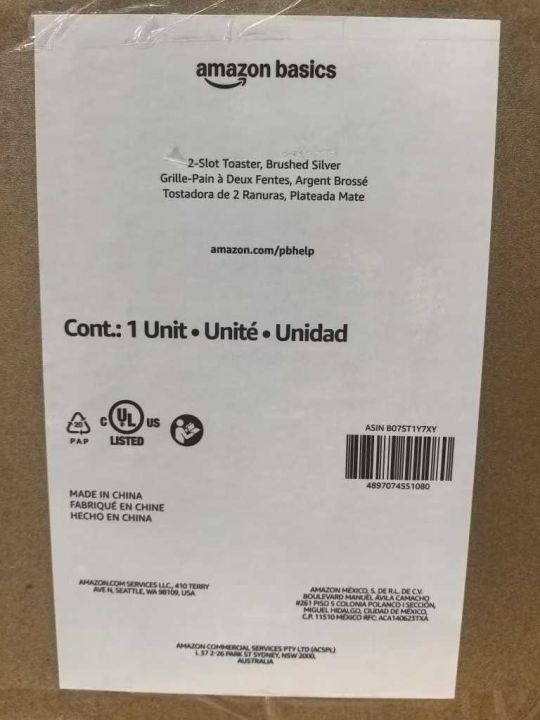 amazon basics
2-Slot Toaster, Brushed Silver
Grille-Pain à Deux Fentes, Argent Brossé
Tostadora de 2 Ranuras, Plateada Mate
amazon.com/pbhelp
Cont.: 1 Unit • Unité • Unidad
20
PAP
C UL US
LISTED
ASIN B07ST1Y7XY
4897074551080
MADE IN CHINA
FABRIQUÉ EN CHINE
HECHO EN CHINA
AMAZON.COM SERVICES LLC., 410 TERRY
AVE N, SEATTLE, WA 98109, USA
AMAZON MÉXICO, S. DE R.L. DE C.V.
BOULEVARD MANUEL ÁVILA CAMACHO
#261 PISO 5 COLONIA POLANCO I SECCIÓN,
MIGUEL HIDALGO, CIUDAD DE MÉXICO,
C.P. 11510 MÉXICO RFC: ACA140623TXA
AMAZON COMMERCIAL SERVICES PTY LTD (ACSPL)
L 37 2-26 PARK ST SYDNEY, NSW 2000,
AUSTRALIA